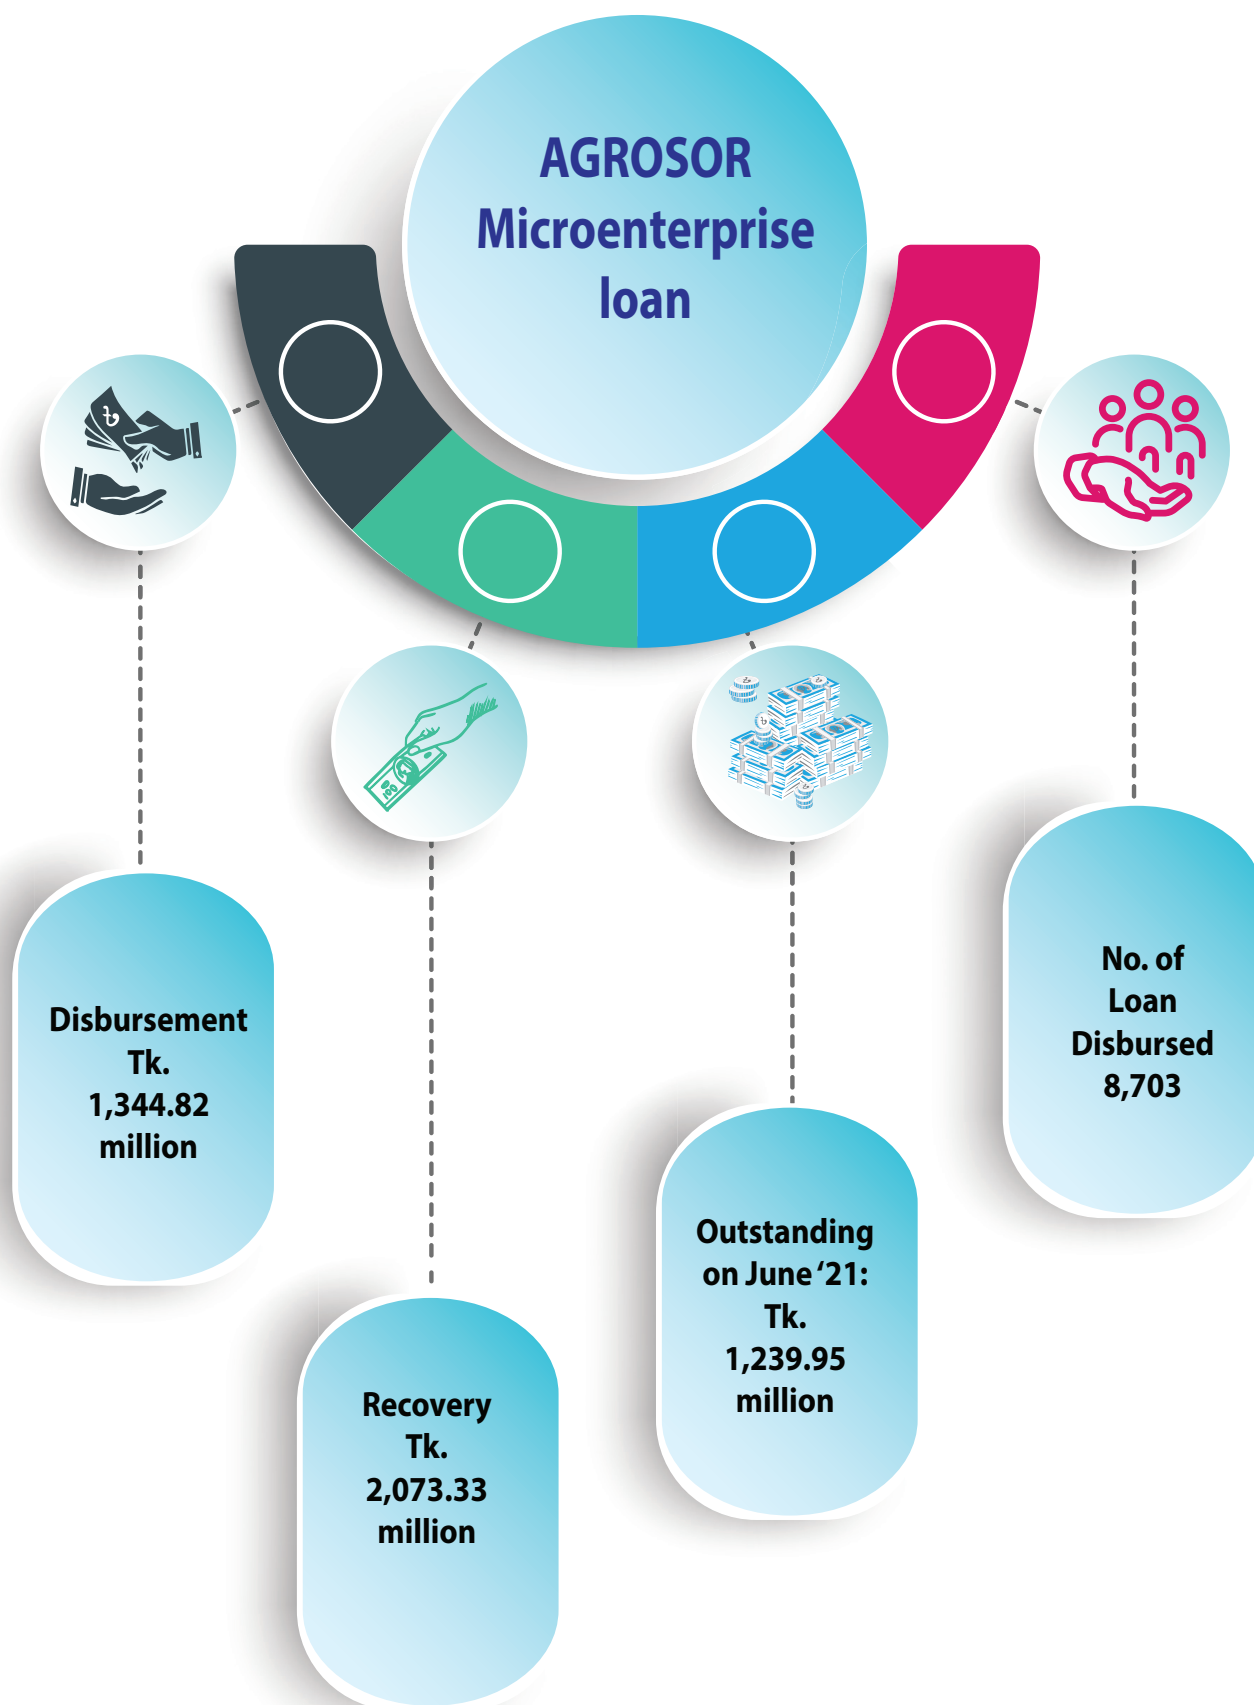 AGROSOR
Microenterprise
loan
Disbursement
Tk.
1,344.82
million
Recovery
Tk.
2,073.33
million
Outstanding
on June ‘21:
Tk.
1,239.95
million
No. of
Loan
Disbursed
8,703